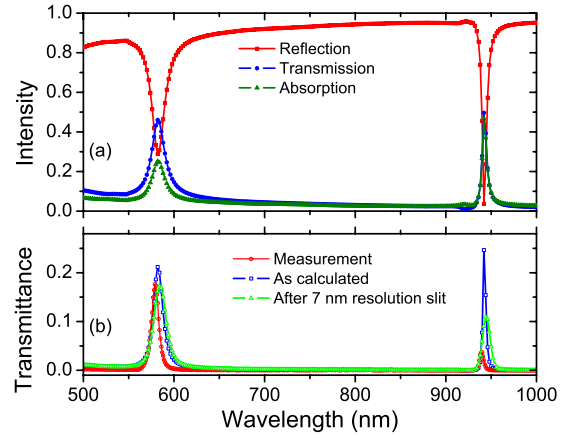 1.0
0.8
0.6
0.4
0.2
0.0
Intensity
Reflection
Transmission
Absorption
(a)
0.2
0.1
0.0
Transmittance
Measurement
As calculated
After 7 nm resolution slit
(b)
500 600 700 800 900 1000
Wavelength (nm)